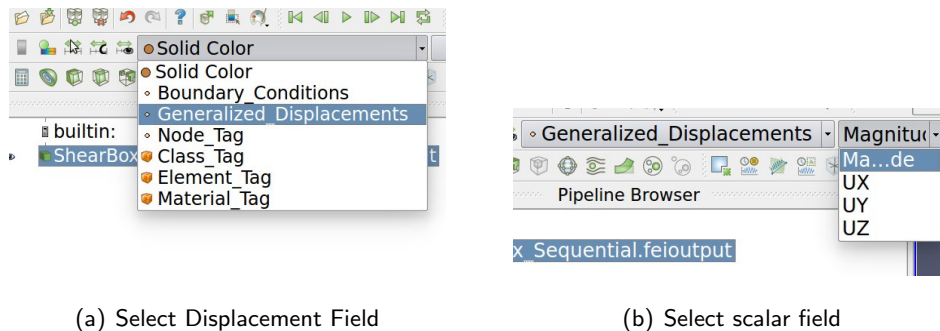 Solid Color
Solid Color
Boundary_Conditions
Generalized_Displacements
builtin:
Node_Tag
ShearBox
t
Class_Tag
Element_Tag
Material_Tag
(a) Select Displacement Field
Generalized_Displacements
Magnituc
Ma...de
UX
UY
UZ
Pipeline Browser
x_Sequential.feioutput
(b) Select scalar field